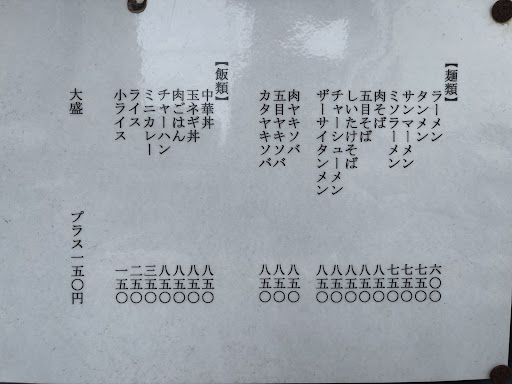 【麺類】
ラーメン 六〇〇
タンメン 七五〇
サンマーメン 七五〇
ミソラーメン 七五〇
肉そば 八五〇
五目そば 八五〇
しいたけそば 八五〇
チャーシューメン 八五〇
ザーサイタンメン 八五〇
肉ヤキソバ 八五〇
五目ヤキソバ 八五〇
カタヤキソバ 八五〇
【飯類】
中華丼 八五〇
玉ネギ丼 八五〇
肉ごはん 八五〇
チャーハン 八五〇
ミニカレー 三五〇
ライス 二五〇
小ライス 一五〇
大盛 プラス一五〇円